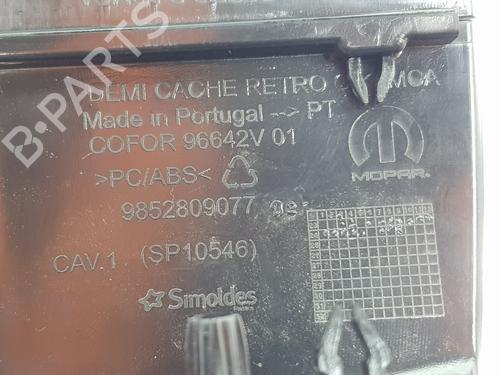 DEMI CACHE RETRO MCA
Made in Portugal --> PT
COFOR 96642V 01
>PC/ABS<
MOPAR
9852809077
CAV.1 (SP10546)
Simoldes
B-PARTS